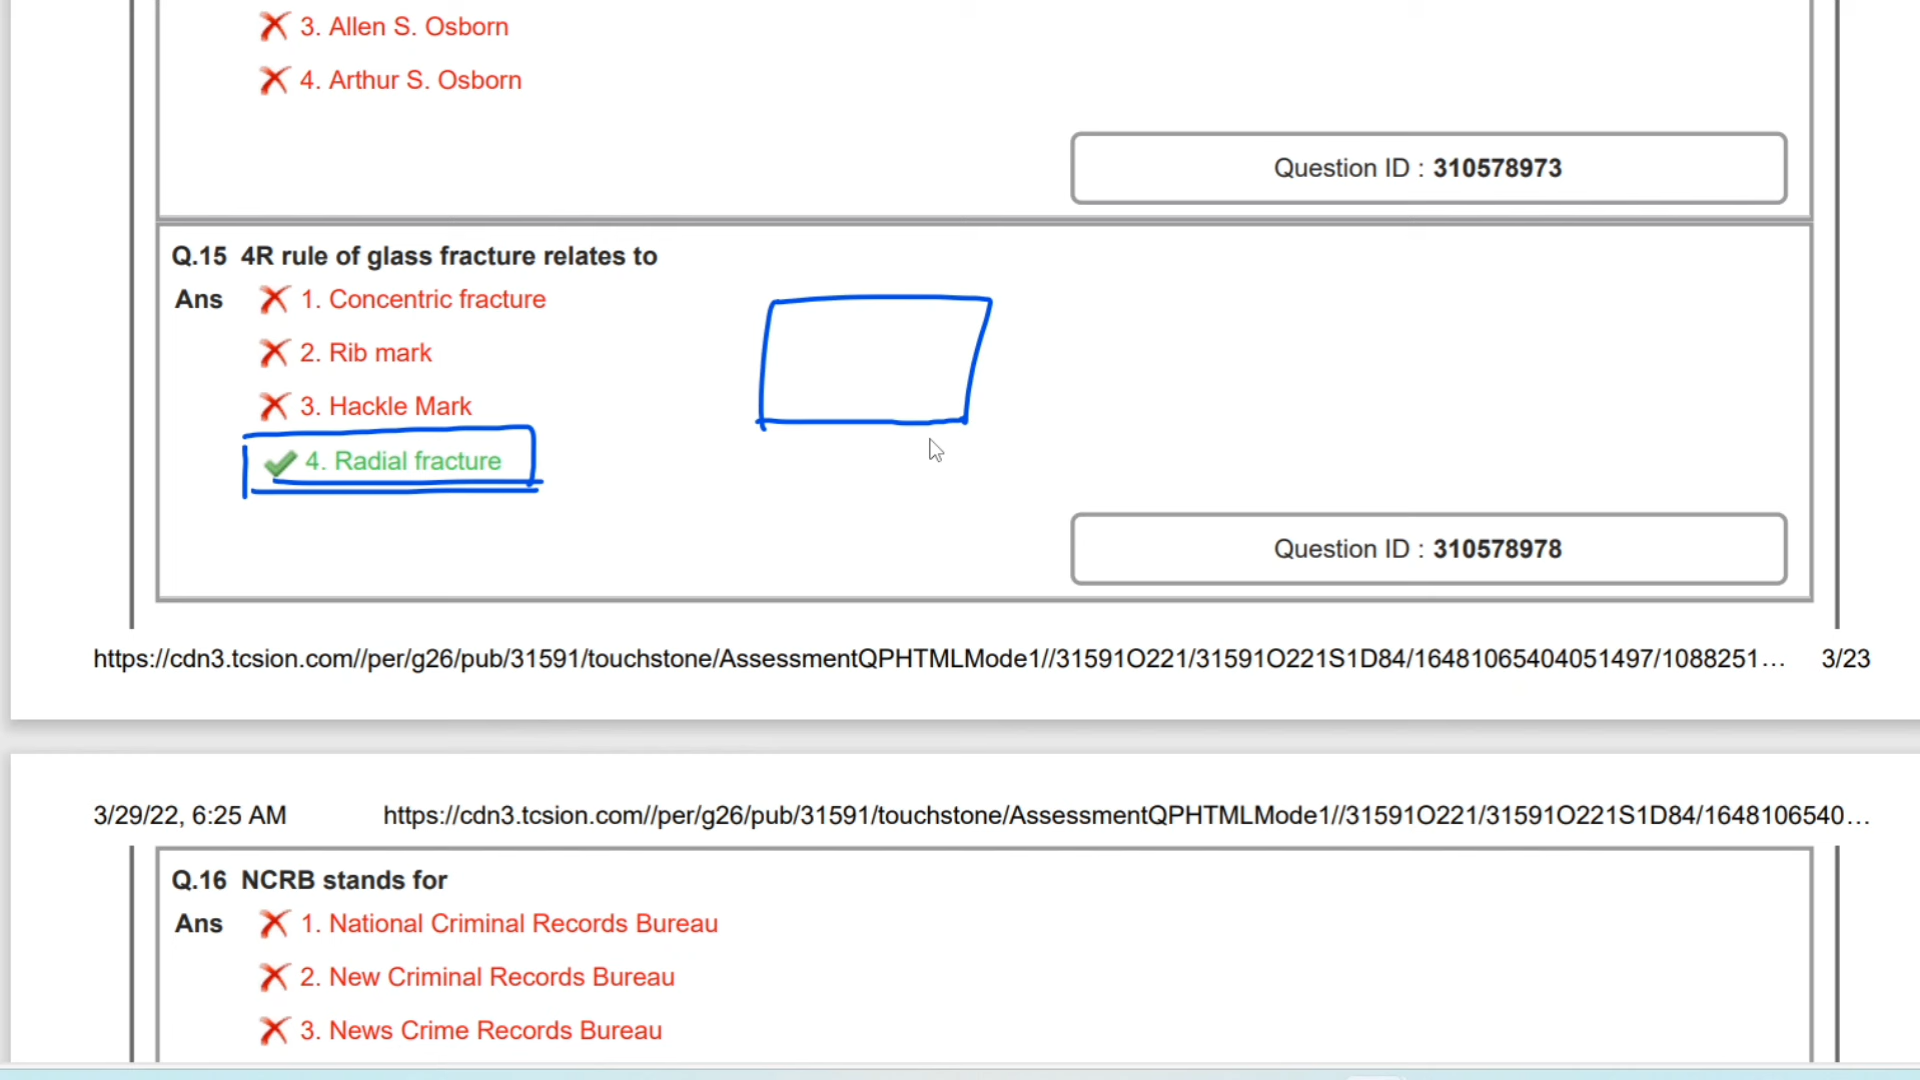 3. Allen S. Osborn
4. Arthur S. Osborn
Question ID : 310578973
Q.15 4R rule of glass fracture relates to
Ans 1. Concentric fracture
2. Rib mark
3. Hackle Mark
4. Radial fracture
Question ID : 310578978
https://cdn3.tcsion.com//per/g26/pub/31591/touchstone/AssessmentQPHTMLMode1//31591O221/31591O221S1D84/16481065404051497/1088251… 3/23
3/29/22, 6:25 AM https://cdn3.tcsion.com//per/g26/pub/31591/touchstone/AssessmentQPHTMLMode1//31591O221/31591O221S1D84/1648106540…
Q.16 NCRB stands for
Ans 1. National Criminal Records Bureau
2. New Criminal Records Bureau
3. News Crime Records Bureau